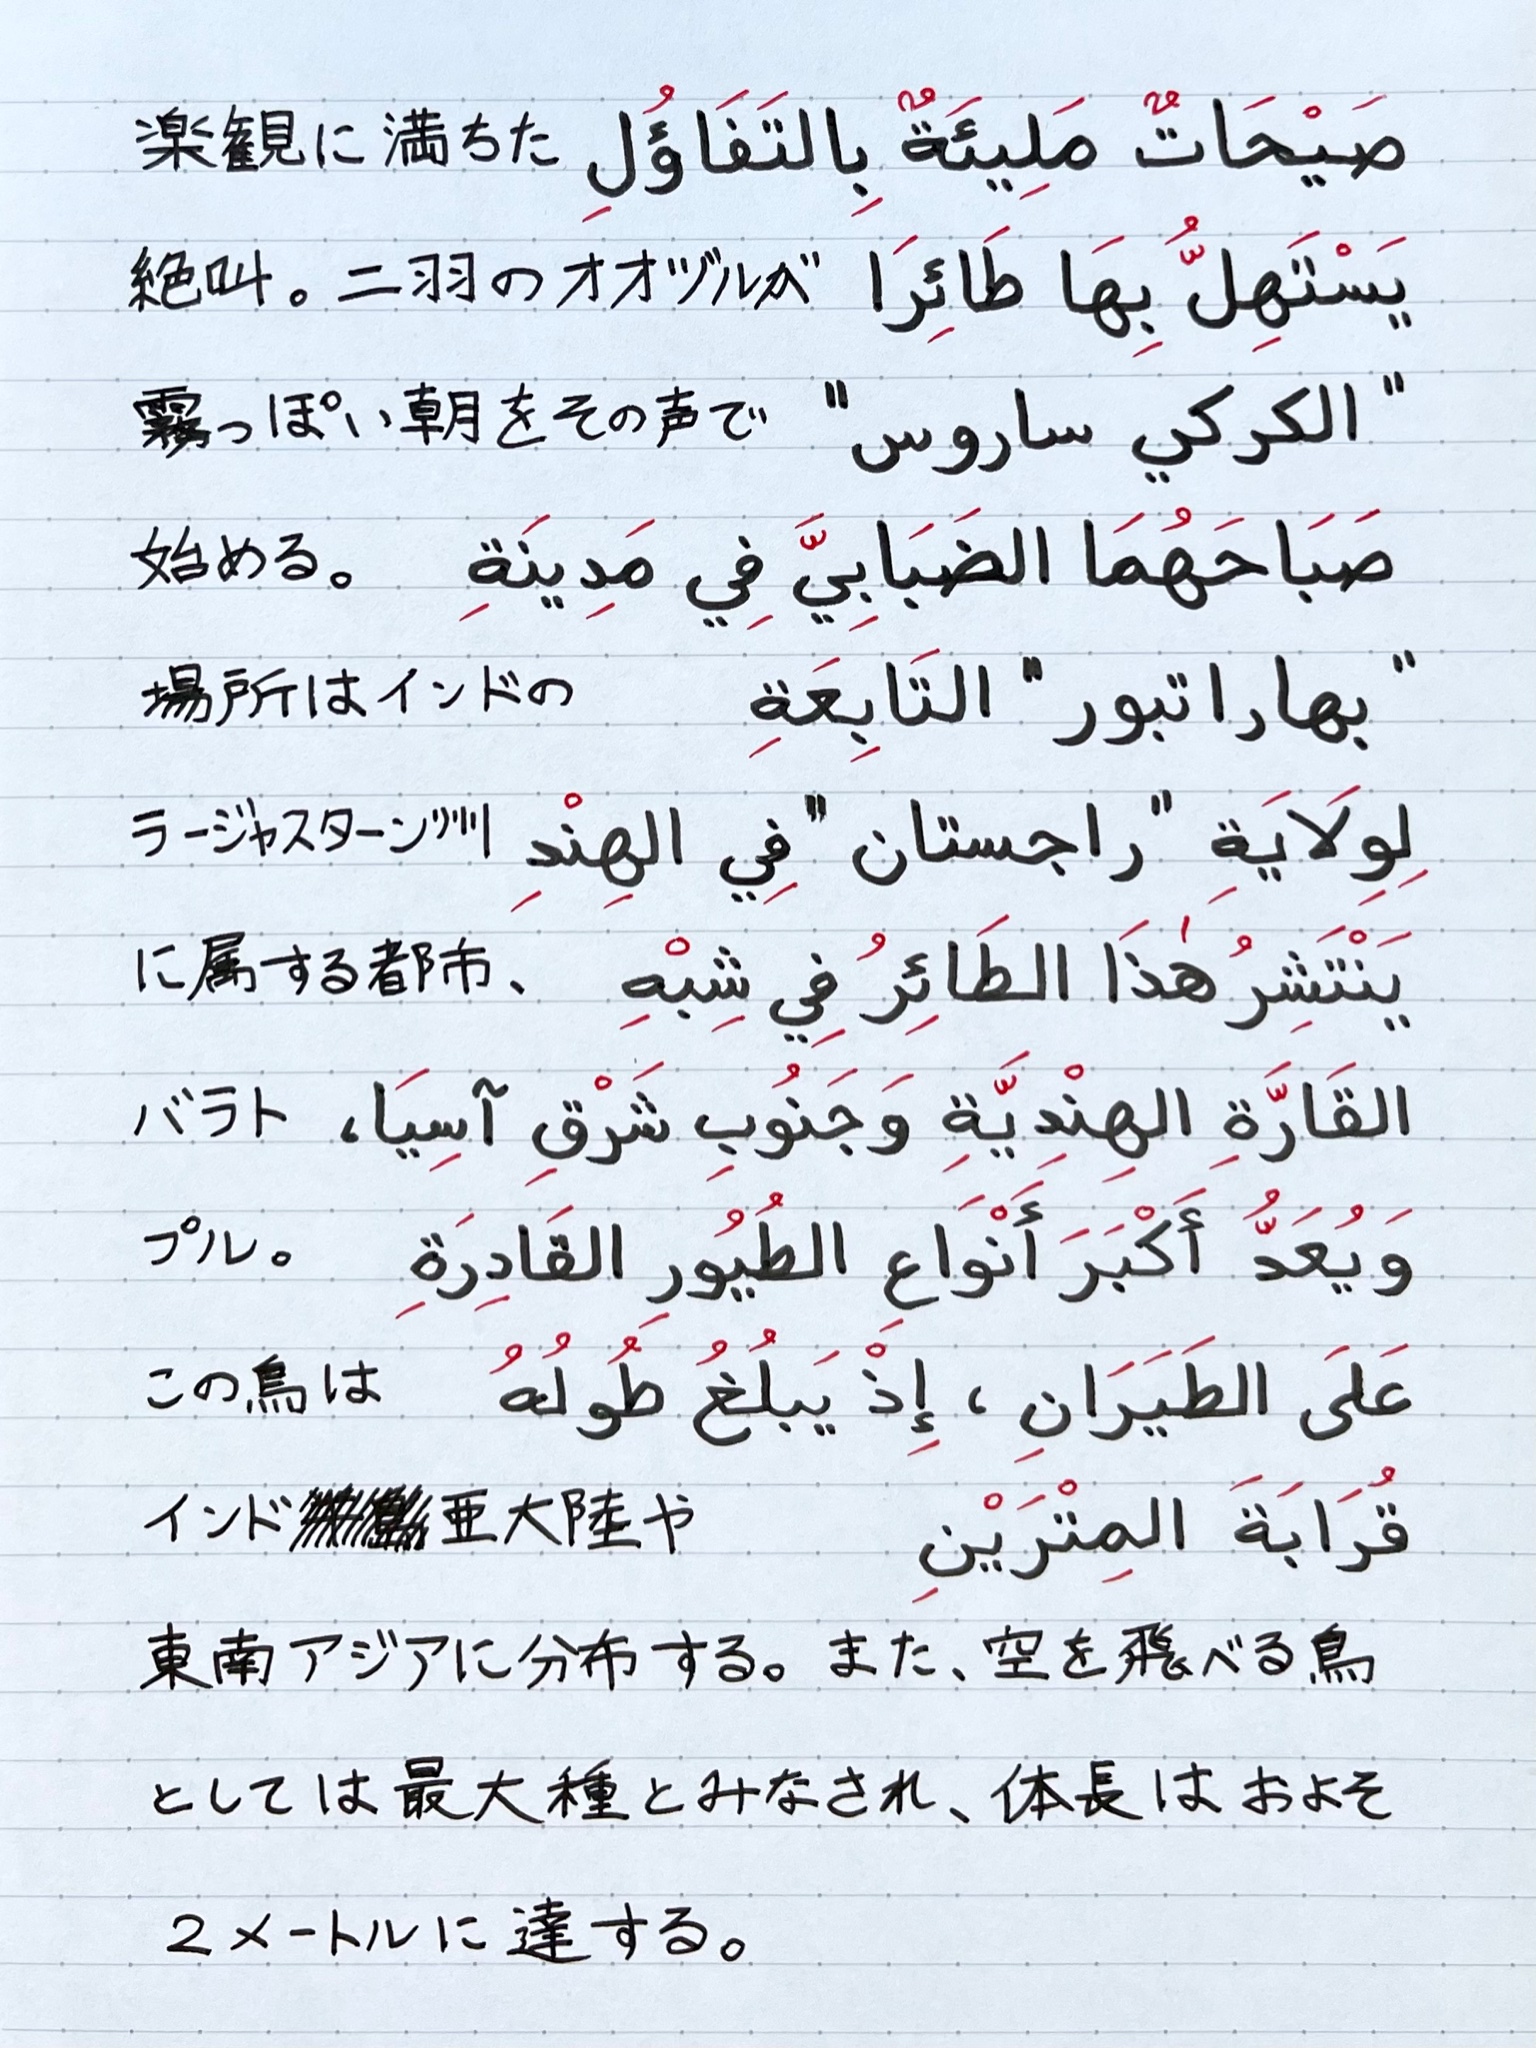 楽観に満ちた صَيْحَاتٌ مَلِيئَةٌ بِالتَفَاؤُلِ
絶叫。二羽のオオヅルが يَسْتَهِلُّ بِهَا طَائِرَا
霧っぽい朝をその声で "الكركي ساروس"
始める。 صَبَاحَهُمَا الضَبَابِيَّ فِي مَدِينَةِ
場所はインドの "بهاراتبور" التَابِعَةِ
ラージャスターン州 لِوِلَايَةِ "راجستان" فِي الهِنْدِ
に属する都市、 يَنْتَشِرُ هٰذَا الطَائِرُ فِي شِبْهِ
バラト القَارَّةِ الهِنْدِيَّةِ وَجَنُوبِ شَرْقِ آسِيَا،
プル。 وَيُعَدُّ أَكْبَرَ أَنْوَاعِ الطُيُورِ القَادِرَةِ
この鳥は عَلَى الطَيَرَانِ، إِذْ يَبلُغُ طُولُهُ
インド 亜大陸や قُرَابَةَ المِتْرَيْنِ
東南アジアに分布する。また、空を飛べる鳥
としては最大種とみなされ、体長はおよそ
2メートルに達する。